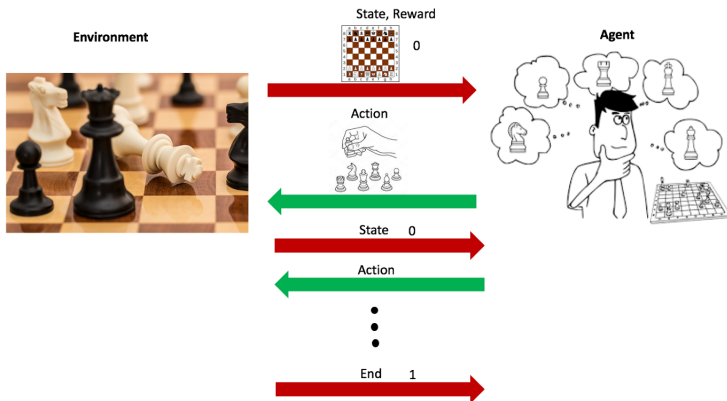 State, Reward
Environment
0
Agent
Action
State 0
Action
End 1